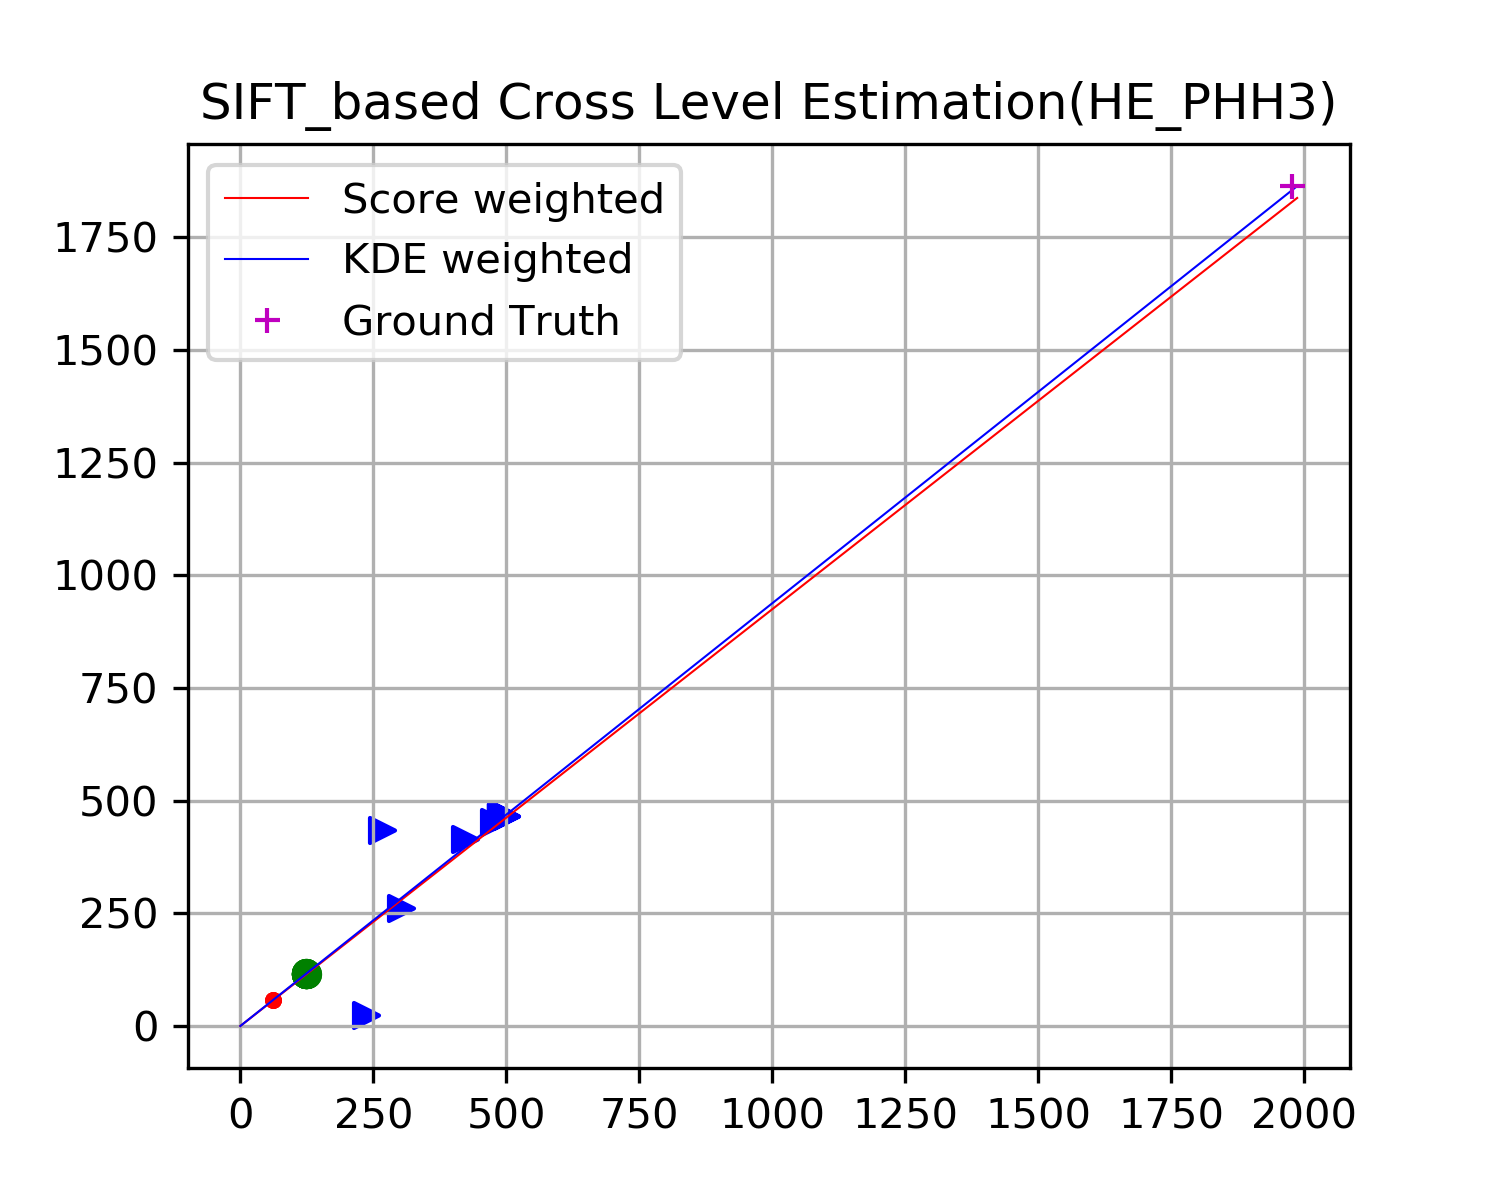 SIFT_based Cross Level Estimation(HE_PHH3)
Score weighted
KDE weighted
Ground Truth
1750
1500
1250
1000
750
500
250
0
0 250 500 750 1000 1250 1500 1750 2000